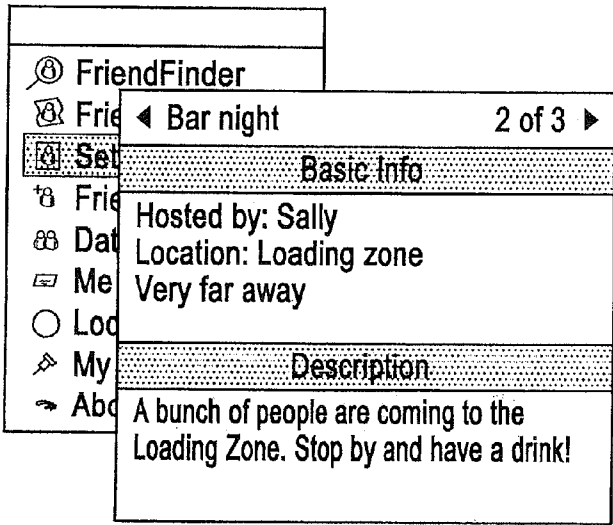 FriendFinder
Frie
Set
Frie
Dat
Me
Loc
My
Abo
Bar night 2 of 3
Basic Info
Hosted by: Sally
Location: Loading zone
Very far away
Description
A bunch of people are coming to the
Loading Zone. Stop by and have a drink!